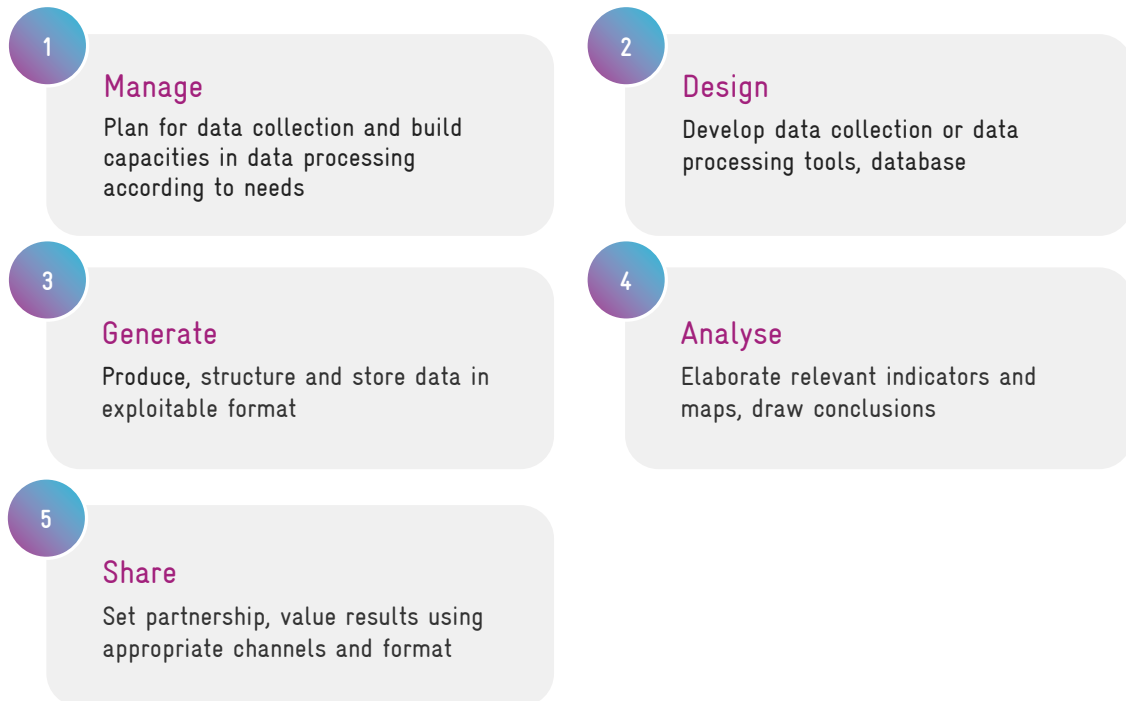 1
Manage
Plan for data collection and build
capacities in data processing
according to needs
2
Design
Develop data collection or data
processing tools, database
3
Generate
Produce, structure and store data in
exploitable format
4
Analyse
Elaborate relevant indicators and
maps, draw conclusions
5
Share
Set partnership, value results using
appropriate channels and format